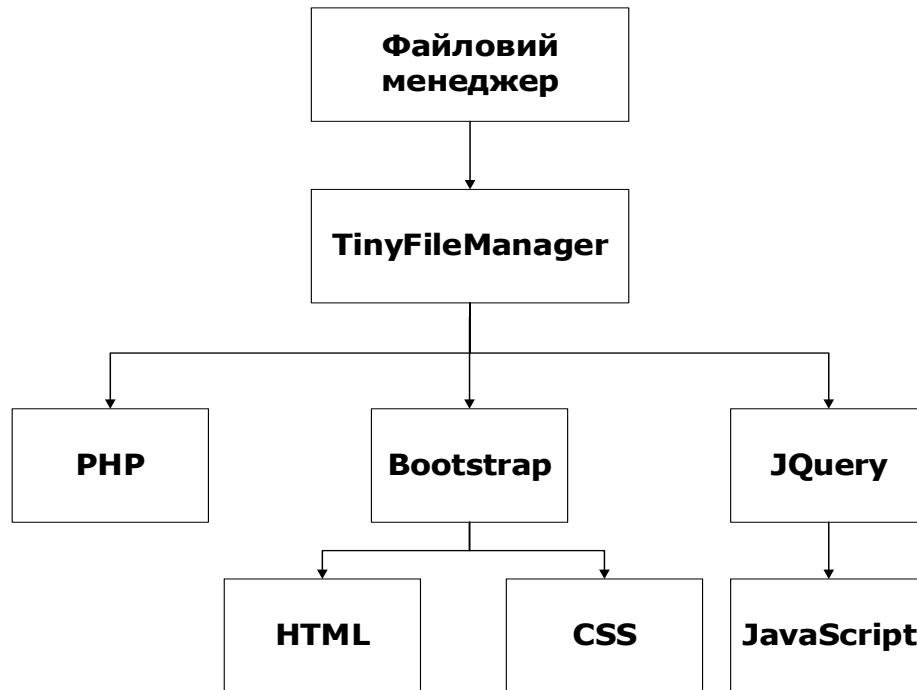 Файловий
менеджер
TinyFileManager
PHP
Bootstrap
JQuery
HTML
CSS
JavaScript